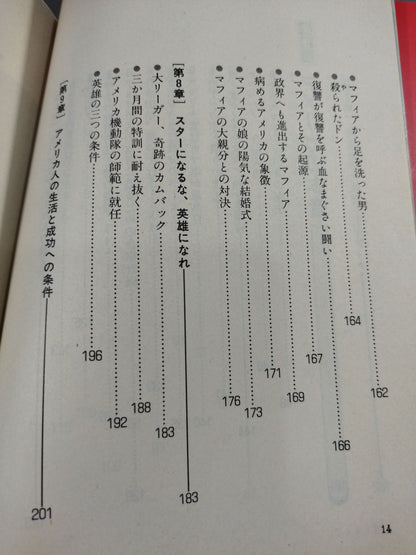 ●マフィアから足を洗った男……162
●殺られたドン……164
や
●復讐が復讐を呼ぶ血なまぐさい闘い……166
●マフィアとその起源……167
●政界へも進出するマフィア……169
●病めるアメリカの象徴……171
●マフィアの娘の陽気な結婚式……173
●マフィアの大親分との対決……176
［第8章］ スターになるな、英雄になれ――183
●大リーガー、奇跡のカムバック……183
●三か月間の特訓に耐え抜く……188
●アメリカ機動隊の師範に就任……192
●英雄の三つの条件……196
［第9章］ アメリカ人の生活と成功への条件――201
14